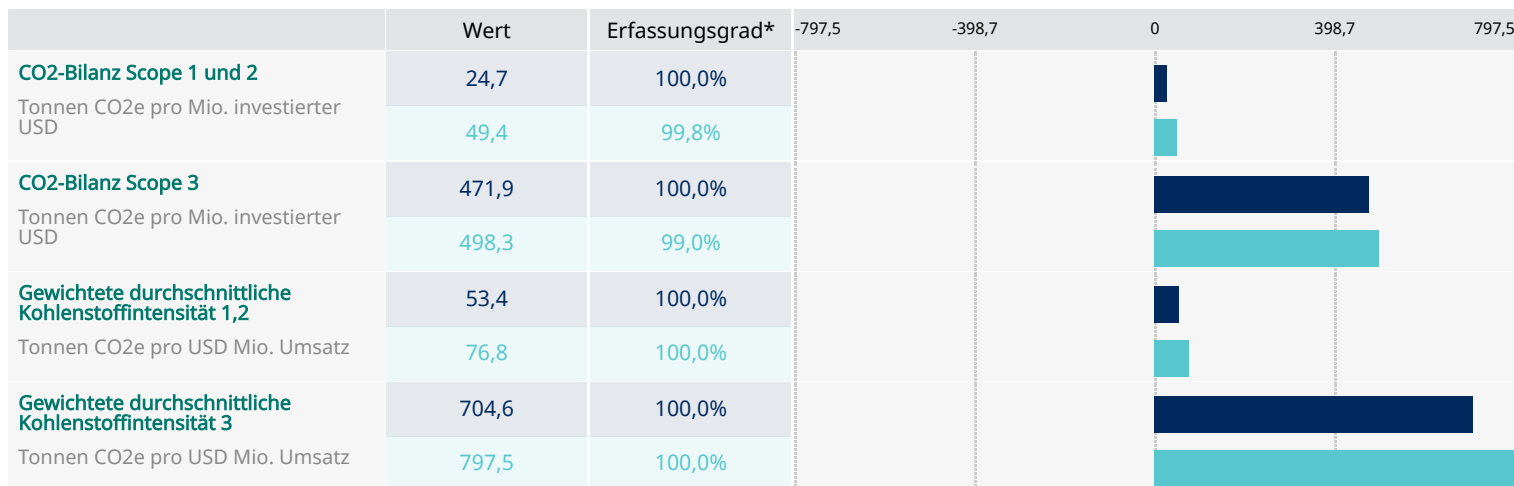 Wert Erfassungsgrad* -797,5 -398,7 0 398,7 797,5
CO2-Bilanz Scope 1 und 2
Tonnen CO2e pro Mio. investierter
USD
24,7 100,0%
49,4 99,8%
CO2-Bilanz Scope 3
Tonnen CO2e pro Mio. investierter
USD
471,9 100,0%
498,3 99,0%
Gewichtete durchschnittliche
Kohlenstoffintensität 1,2
Tonnen CO2e pro USD Mio. Umsatz
53,4 100,0%
76,8 100,0%
Gewichtete durchschnittliche
Kohlenstoffintensität 3
Tonnen CO2e pro USD Mio. Umsatz
704,6 100,0%
797,5 100,0%